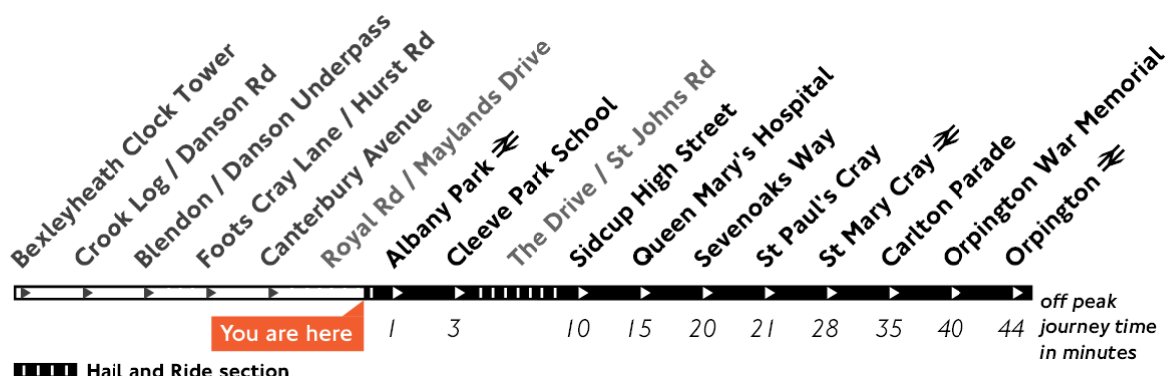 Bexleyheath Clock Tower
Crook Log / Danson Rd
Blendon / Danson Underpass
Foots Cray Lane / Hurst Rd
Canterbury Avenue
Royal Rd / Maylands Drive
Albany Park
Cleeve Park School
The Drive / St Johns Rd
Sidcup High Street
Queen Mary's Hospital
Sevenoaks Way
St Paul's Cray
St Mary Cray
Carlton Parade
Orpington War Memorial
Orpington
You are here
1 3 10 15 20 21 28 35 40 44
off peak
journey time
in minutes
Hail and Ride section